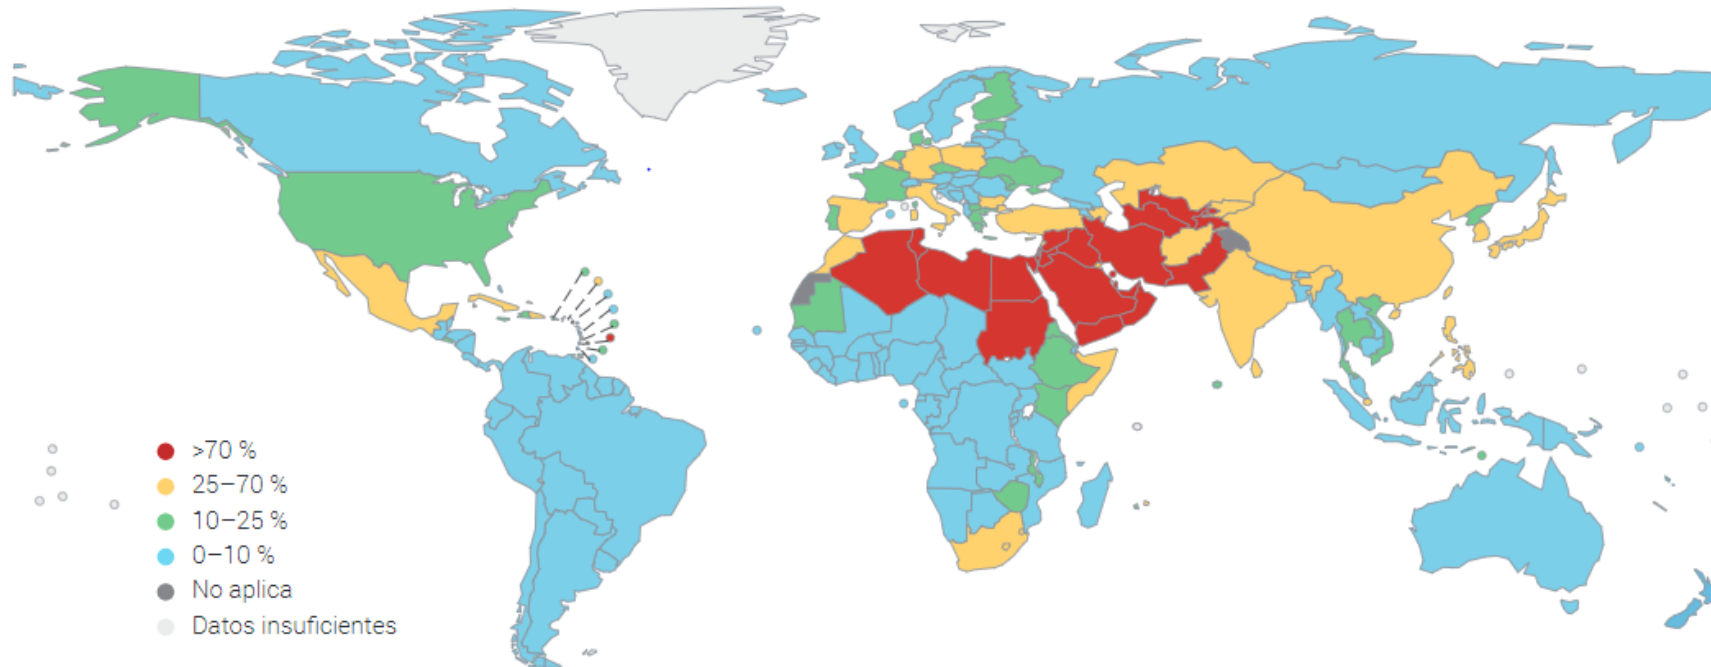 >70 %
25–70 %
10–25 %
0–10 %
No aplica
Datos insuficientes